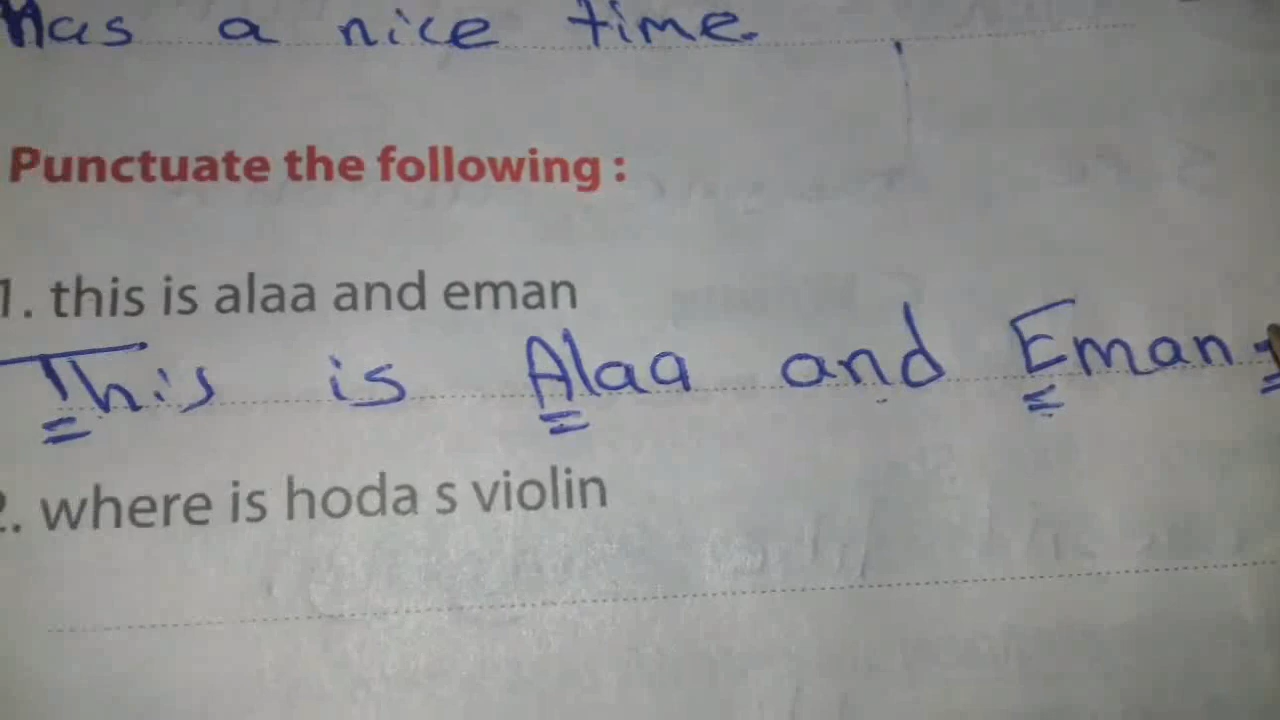 has a nice time.
Punctuate the following :
1. this is alaa and eman
This is Alaa and Eman.
2. where is hoda s violin